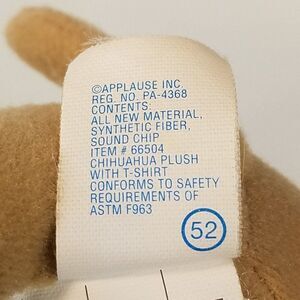 ©APPLAUSE INC
REG. NO. PA-4368
CONTENTS:
ALL NEW MATERIAL,
SYNTHETIC FIBER,
SOUND CHIP
ITEM # 66504
CHIHUAHUA PLUSH
WITH T-SHIRT
CONFORMS TO SAFETY
REQUIREMENTS OF
ASTM F963
52